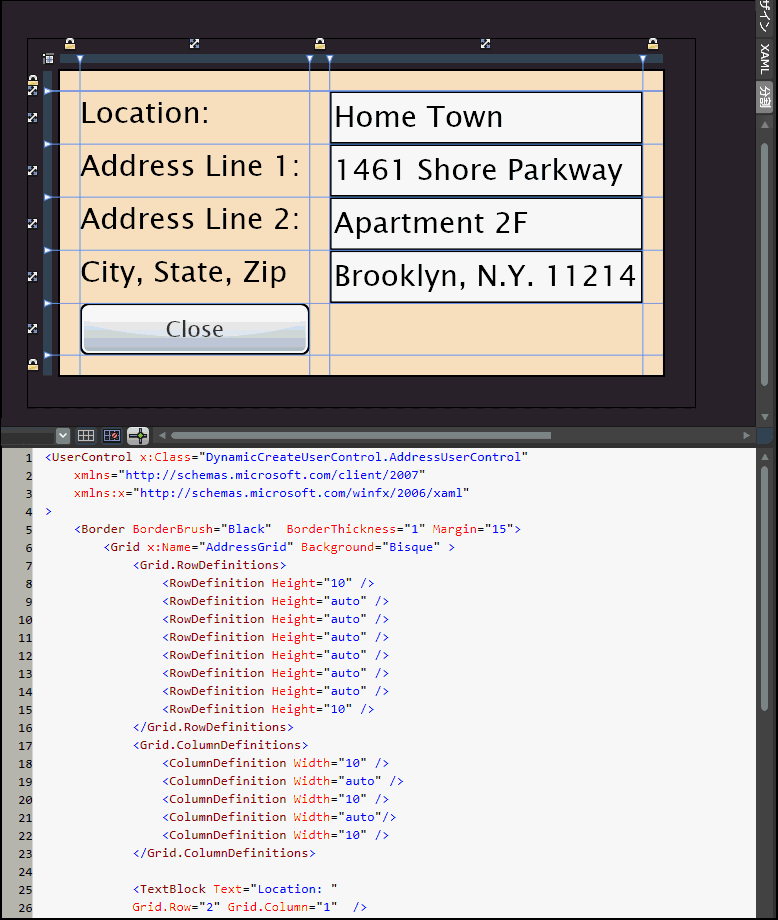 デザイン
XAML
分割
Location:
Home Town
Address Line 1:
1461 Shore Parkway
Address Line 2:
Apartment 2F
City, State, Zip
Brooklyn, N.Y. 11214
Close
1 <UserControl x:Class="DynamicCreateUserControl.AddressUserControl"
2 xmlns="http://schemas.microsoft.com/client/2007"
3 xmlns:x="http://schemas.microsoft.com/winfx/2006/xaml"
4 >
5 <Border BorderBrush="Black"  BorderThickness="1" Margin="15">
6 <Grid x:Name="AddressGrid" Background="Bisque" >
7 <Grid.RowDefinitions>
8 <RowDefinition Height="10" />
9 <RowDefinition Height="auto" />
10 <RowDefinition Height="auto" />
11 <RowDefinition Height="auto" />
12 <RowDefinition Height="auto" />
13 <RowDefinition Height="auto" />
14 <RowDefinition Height="auto" />
15 <RowDefinition Height="10" />
16 </Grid.RowDefinitions>
17 <Grid.ColumnDefinitions>
18 <ColumnDefinition Width="10" />
19 <ColumnDefinition Width="auto" />
20 <ColumnDefinition Width="10" />
21 <ColumnDefinition Width="auto"/>
22 <ColumnDefinition Width="10" />
23 </Grid.ColumnDefinitions>
24
25 <TextBlock Text="Location: "
26 Grid.Row="2" Grid.Column="1"  />